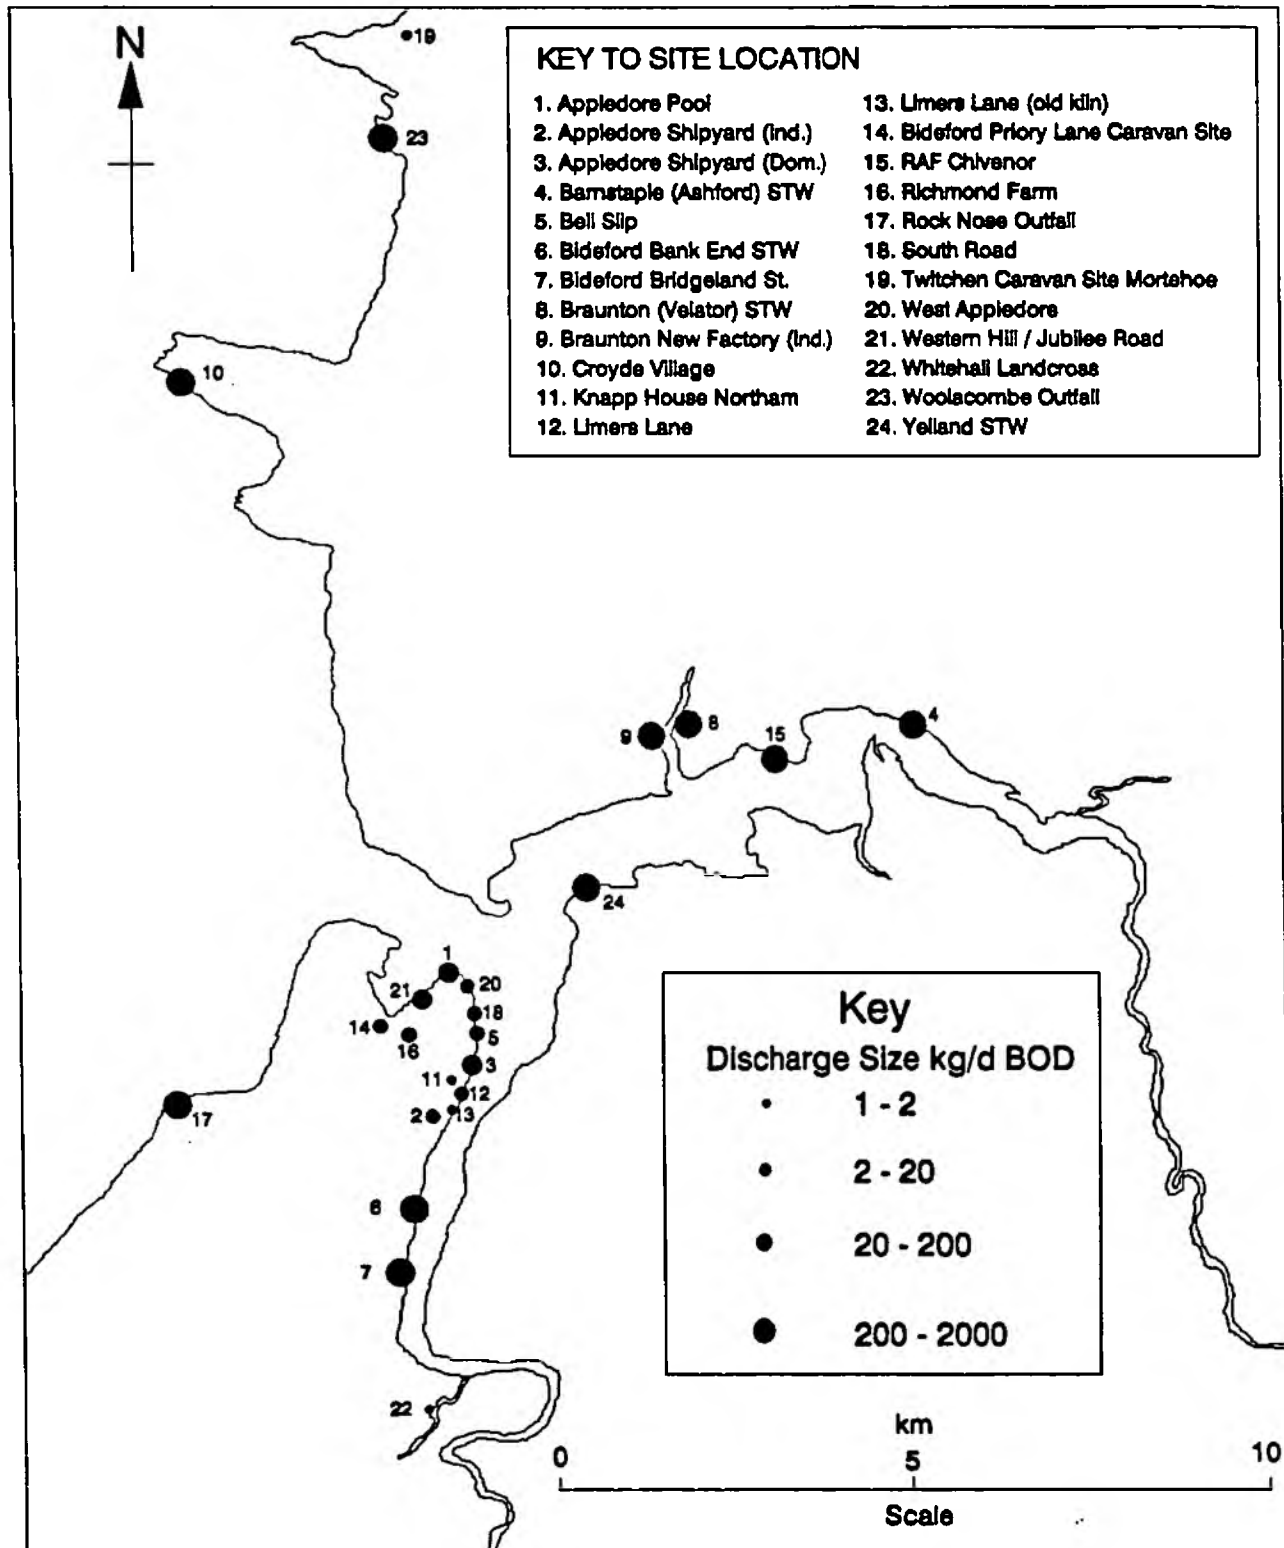 N
19
KEY TO SITE LOCATION
1. Appledore Pool
2. Appledore Shipyard (Ind.)
3. Appledore Shipyard (Dom.)
4. Barnstaple (Ashford) STW
5. Bell Slip
6. Bideford Bank End STW
7. Bideford Bridgeland St.
8. Braunton (Velator) STW
9. Braunton New Factory (Ind.)
10. Croyde Village
11. Knapp House Northam
12. Limers Lane
13. Limers Lane (old kiln)
14. Bideford Priory Lane Caravan Site
15. RAF Chivenor
16. Richmond Farm
17. Rock Nose Outfall
18. South Road
19. Twitchen Caravan Site Mortehoe
20. West Appledore
21. Western Hill / Jubilee Road
22. Whitehall Landcross
23. Woolacombe Outfall
24. Yelland STW
23
10
9
8
15
4
24
1
20
21
18
14
16
5
3
11
12
2
13
17
6
7
22
Key
Discharge Size kg/d BOD
1 - 2
2 - 20
20 - 200
200 - 2000
km
0
5
10
Scale